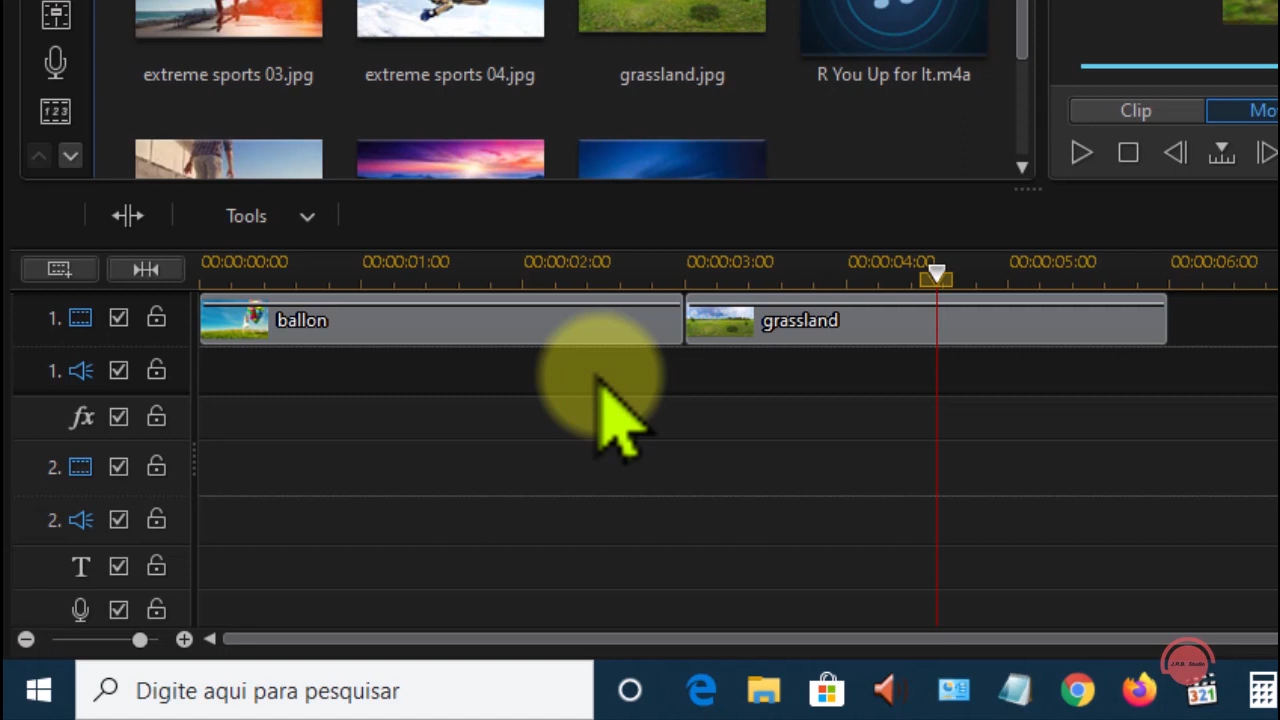 extreme sports 03.jpg
extreme sports 04.jpg
grassland.jpg
R You Up for It.m4a
123
Clip
Mo
Tools
00:00:00:00
00:00:01:00
00:00:02:00
00:00:03:00
00:00:04:00
00:00:05:00
00:00:06:00
1.
ballon
grassland
1.
fx
2.
2.
T
Digite aqui para pesquisar
J.R.B. Studio
321